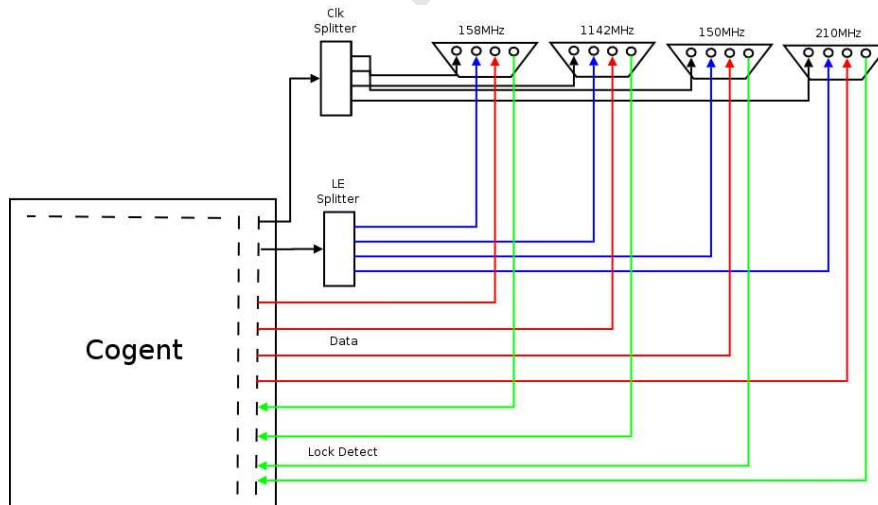 Clk
Splitter
158MHz
1142MHz
150MHz
210MHz
LE
Splitter
Cogent
Data
Lock Detect